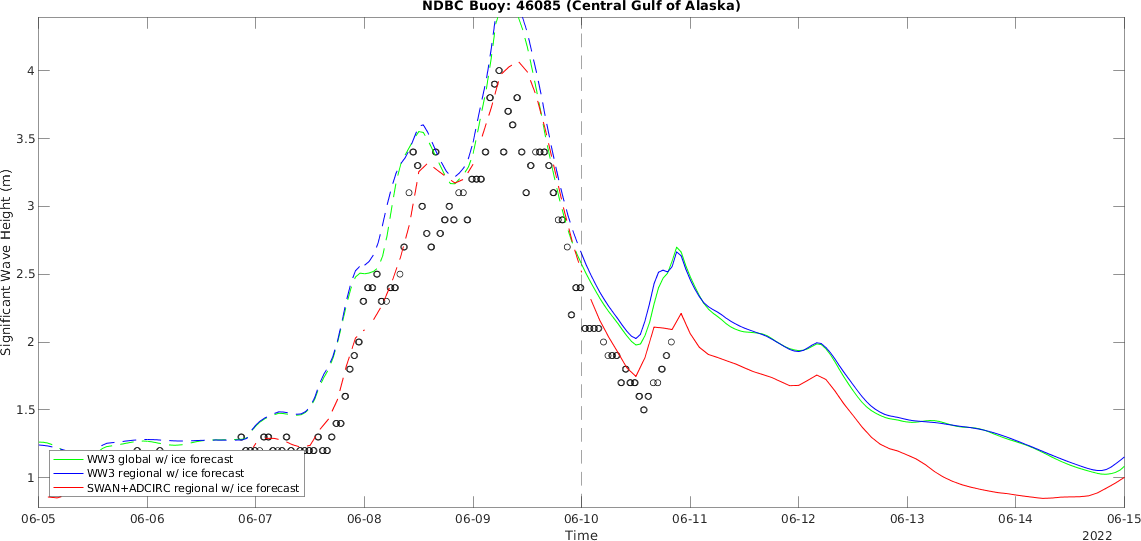 NDBC Buoy: 46085 (Central Gulf of Alaska)
Significant Wave Height (m)
4
3.5
3
2.5
2
1.5
1
WW3 global w/ ice forecast
WW3 regional w/ ice forecast
SWAN+ADCIRC regional w/ ice forecast
06-05 06-06 06-07 06-08 06-09 06-10 06-11 06-12 06-13 06-14 06-15
Time
2022